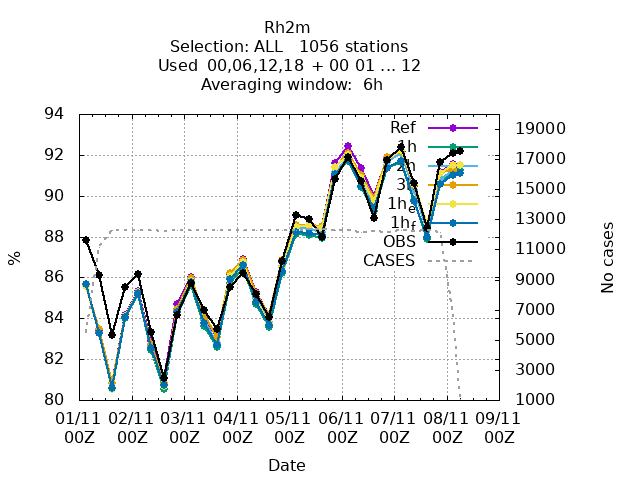 Rh2m
Selection: ALL   1056 stations
Used  00,06,12,18 + 00 01 ... 12
Averaging window:  6h
94
92
90
88
86
84
82
80
%
19000
17000
15000
13000
11000
9000
7000
5000
3000
1000
No cases
Ref
1h
2h
3h
1he
1hf
OBS
CASES
01/11 02/11 03/11 04/11 05/11 06/11 07/11 08/11 09/11
00Z 00Z 00Z 00Z 00Z 00Z 00Z 00Z 00Z
Date